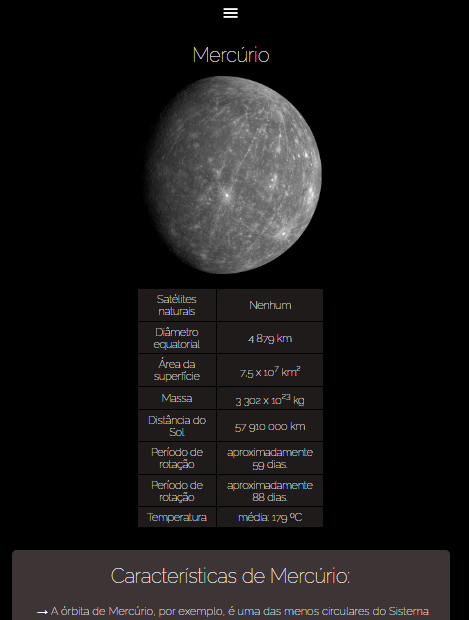 Mercúrio
Satélites
naturais
Nenhum
Diâmetro
equatorial
4 879 km
Área da
superfície
7,5 x 10⁷ km²
Massa
3 302 x 10²³ kg
Distância do
Sol
57 910 000 km
Período de
rotação
aproximadamente
59 dias.
Período de
rotação
aproximadamente
88 dias.
Temperatura
média: 179 ºC
Características de Mercúrio:
→ A órbita de Mercúrio, por exemplo, é uma das menos circulares do Sistema